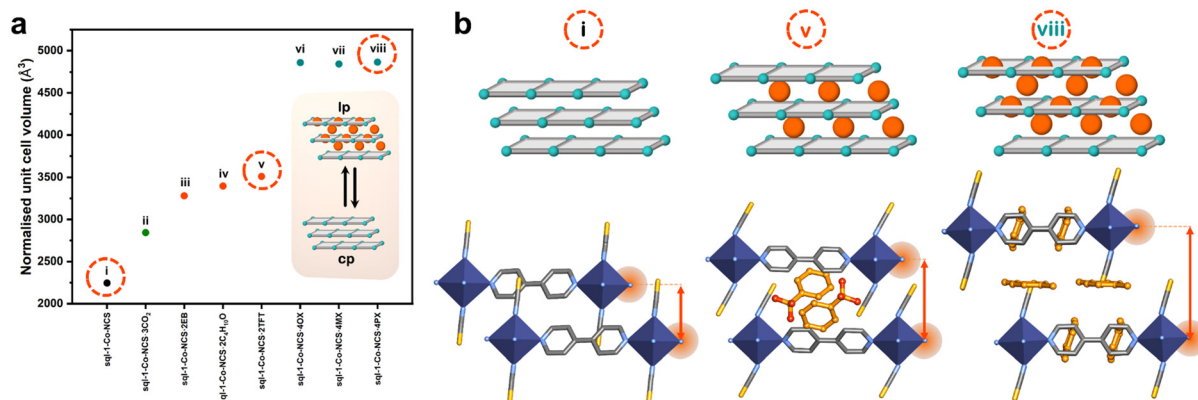 a
Normalised unit cell volume (Å³)
5000
4500
4000
3500
3000
2500
2000
i
ii
iii
iv
v
vi
vii
viii
lp
cp
sql-1-Co-NCS
sql-1-Co-NCS·3CO₂
sql-1-Co-NCS·2EB
ql-1-Co-NCS·2C₄H₁₀O
sql-1-Co-NCS·2TFT
sql-1-Co-NCS·4OX
sql-1-Co-NCS·4MX
sql-1-Co-NCS·4PX
b
i
v
viii